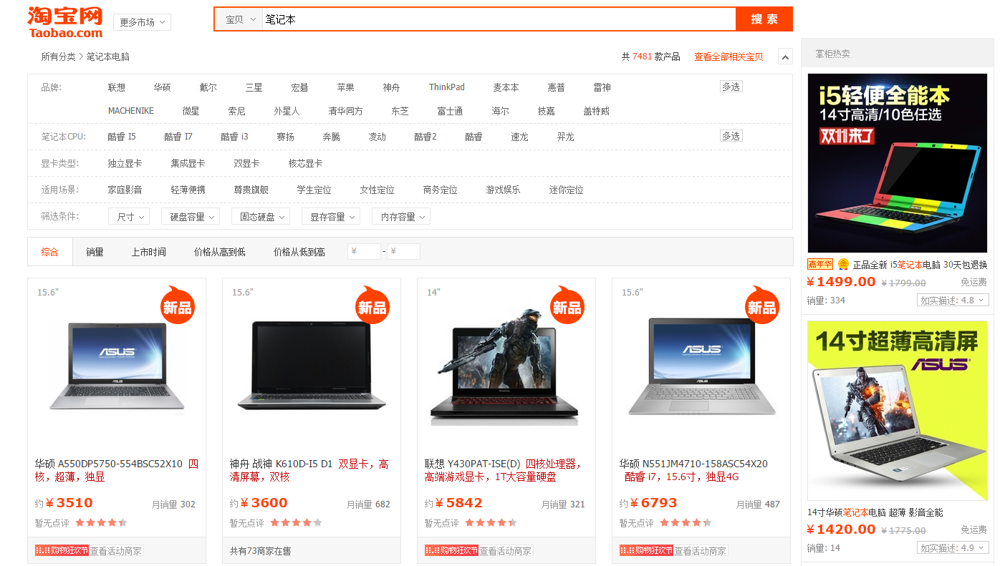 淘宝网
Taobao.com
更多市场
宝贝 笔记本 搜 索
所有分类 > 笔记本电脑
共 7481 款产品 查看全部相关宝贝
品牌: 联想 华硕 戴尔 三星 宏碁 苹果 神舟 ThinkPad 麦本本 惠普 雷神 多选
MACHENIKE 微星 索尼 外星人 清华同方 东芝 富士通 海尔 技嘉 盖特威
笔记本CPU: 酷睿 I5 酷睿 I7 酷睿 i3 赛扬 奔腾 凌动 酷睿2 酷睿 速龙 羿龙 多选
显卡类型: 独立显卡 集成显卡 双显卡 核芯显卡
适用场景: 家庭影音 轻薄便携 尊贵旗舰 学生定位 女性定位 商务定位 游戏娱乐 迷你定位
筛选条件: 尺寸 硬盘容量 固态硬盘 显存容量 内存容量
综合 销量 上市时间 价格从高到低 价格从低到高 ¥ - ¥
15.6"
新品
ASUS
ASUS
华硕 A550DP5750-554BSC52X10 四
核，超薄，独显
约 ¥ 3510 月销量 302
暂无点评
购物狂欢节 查看活动商家
15.6"
新品
神舟 战神 K610D-I5 D1 双显卡，高
清屏幕，双核
约 ¥ 3600 月销量 682
暂无点评
共有73商家在售
14"
新品
联想 Y430PAT-ISE(D) 四核处理器，
高端游戏显卡，1T大容量硬盘
约 ¥ 5842 月销量 321
暂无点评
购物狂欢节 查看活动商家
15.6"
新品
ASUS
ASUS
华硕 N551JM4710-158ASC54X20
酷睿 i7，15.6寸，独显4G
约 ¥ 6793 月销量 487
暂无点评
购物狂欢节 查看活动商家
掌柜热卖
i5轻便全能本
14寸高清/10色任选
双11来了
嘉年华 正品全新 i5笔记本电脑 30天包退换
¥ 1499.00 ¥ 1799.00 免运费
销量: 334 如实描述: 4.8
14寸超薄高清屏
ASUS
14寸华硕笔记本电脑 超薄 影音全能
¥ 1420.00 ¥ 1775.00 免运费
销量: 14 如实描述: 4.9